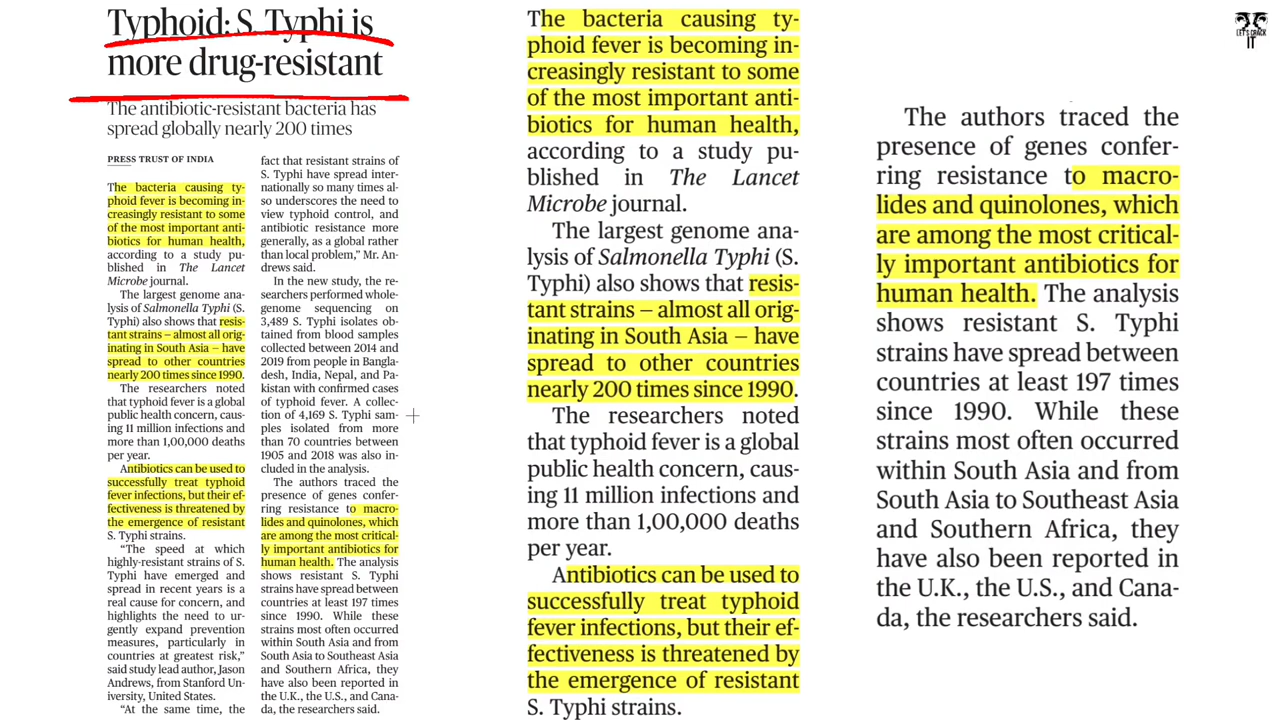 Typhoid: S. Typhi is
more drug-resistant
The antibiotic-resistant bacteria has
spread globally nearly 200 times
PRESS TRUST OF INDIA
The bacteria causing ty-
phoid fever is becoming in-
creasingly resistant to some
of the most important anti-
biotics for human health,
according to a study pu-
blished in The Lancet
Microbe journal.
The largest genome ana-
lysis of Salmonella Typhi (S.
Typhi) also shows that resis-
tant strains – almost all orig-
inating in South Asia – have
spread to other countries
nearly 200 times since 1990.
The researchers noted
that typhoid fever is a global
public health concern, caus-
ing 11 million infections and
more than 1,00,000 deaths
per year.
Antibiotics can be used to
successfully treat typhoid
fever infections, but their ef-
fectiveness is threatened by
the emergence of resistant
S. Typhi strains.
“The speed at which
highly-resistant strains of S.
Typhi have emerged and
spread in recent years is a
real cause for concern, and
highlights the need to ur-
gently expand prevention
measures, particularly in
countries at greatest risk,”
said study lead author, Jason
Andrews, from Stanford Un-
iversity, United States.
“At the same time, the
fact that resistant strains of
S. Typhi have spread inter-
nationally so many times al-
so underscores the need to
view typhoid control, and
antibiotic resistance more
generally, as a global rather
than local problem,” Mr. An-
drews said.
In the new study, the re-
searchers performed whole-
genome sequencing on
3,489 S. Typhi isolates ob-
tained from blood samples
collected between 2014 and
2019 from people in Bangla-
desh, India, Nepal, and Pa-
kistan with confirmed cases
of typhoid fever. A collec-
tion of 4,169 S. Typhi sam-
ples isolated from more
than 70 countries between
1905 and 2018 was also in-
cluded in the analysis.
The authors traced the
presence of genes confer-
ring resistance to macro-
lides and quinolones, which
are among the most critical-
ly important antibiotics for
human health. The analysis
shows resistant S. Typhi
strains have spread between
countries at least 197 times
since 1990. While these
strains most often occurred
within South Asia and from
South Asia to Southeast Asia
and Southern Africa, they
have also been reported in
the U.K., the U.S., and Cana-
da, the researchers said.
The bacteria causing ty-
phoid fever is becoming in-
creasingly resistant to some
of the most important anti-
biotics for human health,
according to a study pu-
blished in The Lancet
Microbe journal.
The largest genome ana-
lysis of Salmonella Typhi (S.
Typhi) also shows that resis-
tant strains – almost all orig-
inating in South Asia – have
spread to other countries
nearly 200 times since 1990.
The researchers noted
that typhoid fever is a global
public health concern, caus-
ing 11 million infections and
more than 1,00,000 deaths
per year.
Antibiotics can be used to
successfully treat typhoid
fever infections, but their ef-
fectiveness is threatened by
the emergence of resistant
S. Typhi strains.
The authors traced the
presence of genes confer-
ring resistance to macro-
lides and quinolones, which
are among the most critical-
ly important antibiotics for
human health. The analysis
shows resistant S. Typhi
strains have spread between
countries at least 197 times
since 1990. While these
strains most often occurred
within South Asia and from
South Asia to Southeast Asia
and Southern Africa, they
have also been reported in
the U.K., the U.S., and Cana-
da, the researchers said.
LET'S CRACK
IT